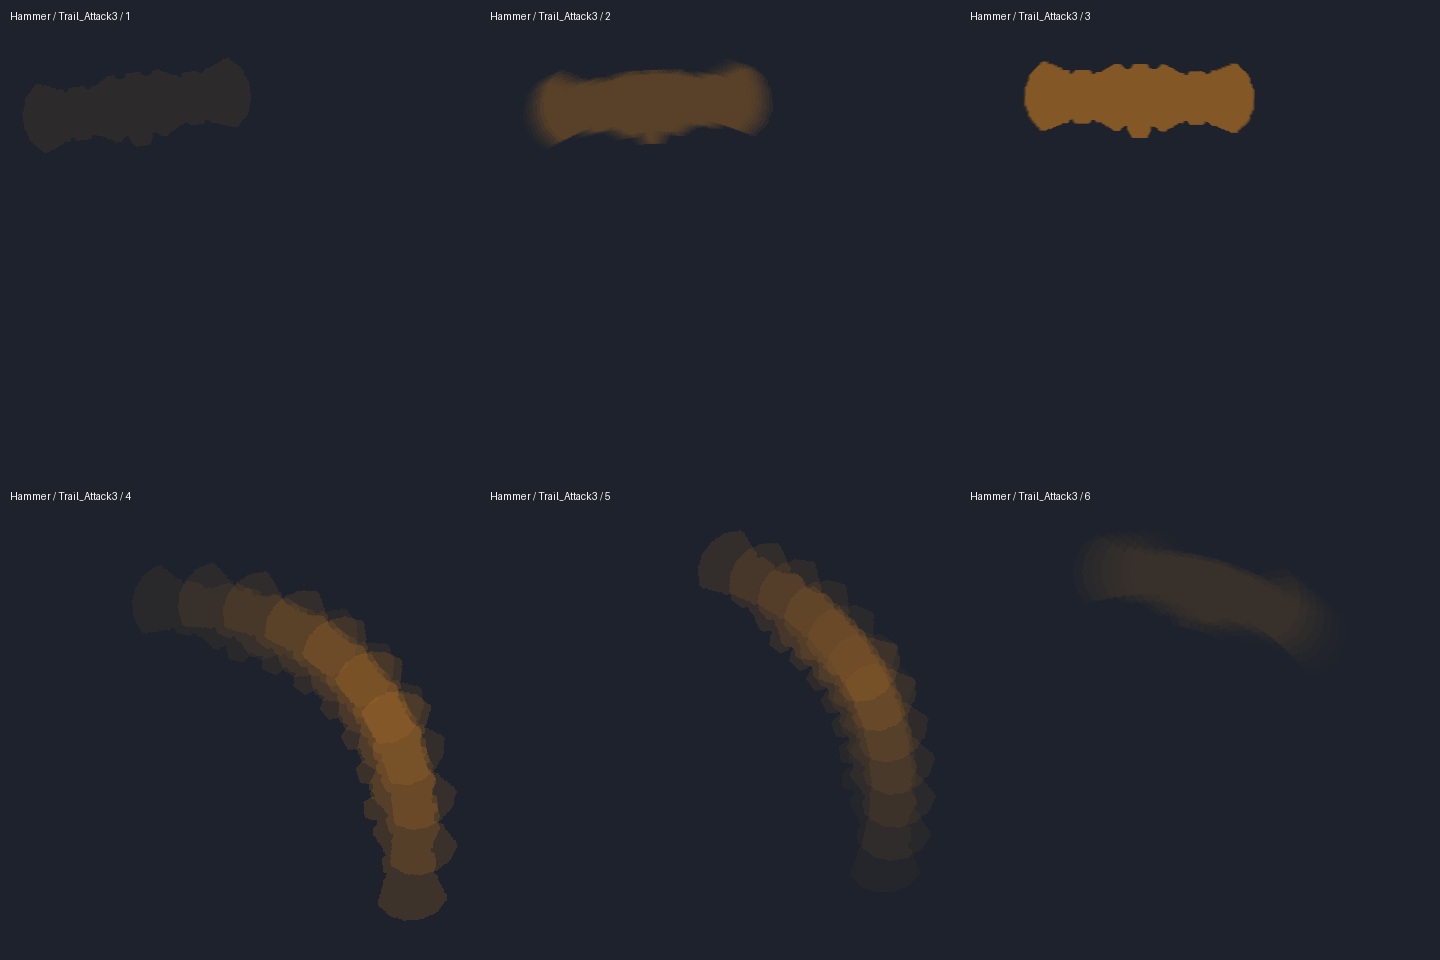 Hammer / Trail_Attack3 / 1
Hammer / Trail_Attack3 / 2
Hammer / Trail_Attack3 / 3
Hammer / Trail_Attack3 / 4
Hammer / Trail_Attack3 / 5
Hammer / Trail_Attack3 / 6